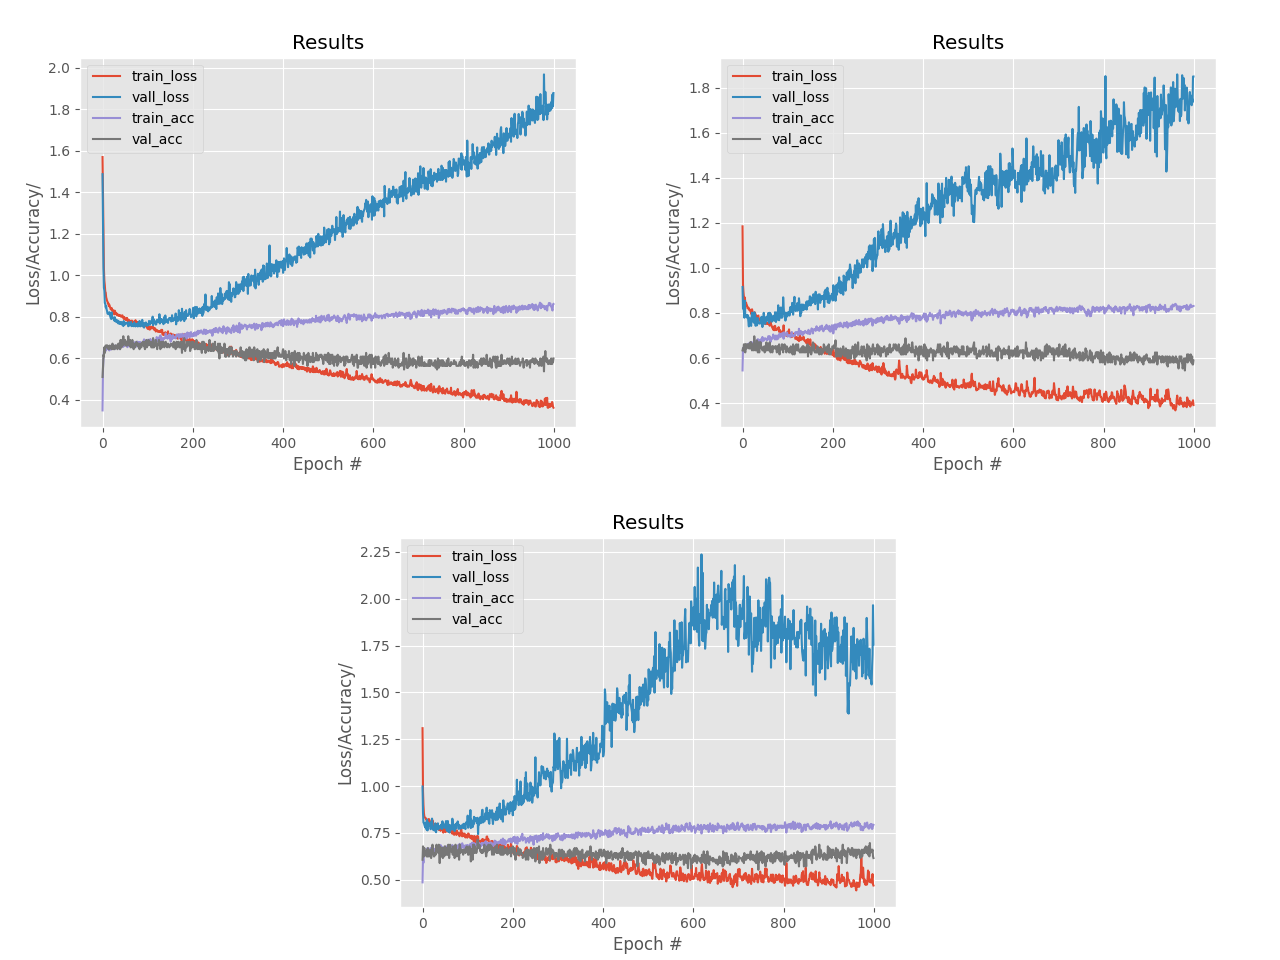 Results
train_loss
vall_loss
train_acc
val_acc
2.0
1.8
1.6
1.4
1.2
1.0
0.8
0.6
0.4
Loss/Accuracy/
0 200 400 600 800 1000
Epoch #
Results
train_loss
vall_loss
train_acc
val_acc
1.8
1.6
1.4
1.2
1.0
0.8
0.6
0.4
Loss/Accuracy/
0 200 400 600 800 1000
Epoch #
Results
train_loss
vall_loss
train_acc
val_acc
2.25
2.00
1.75
1.50
1.25
1.00
0.75
0.50
Loss/Accuracy/
0 200 400 600 800 1000
Epoch #